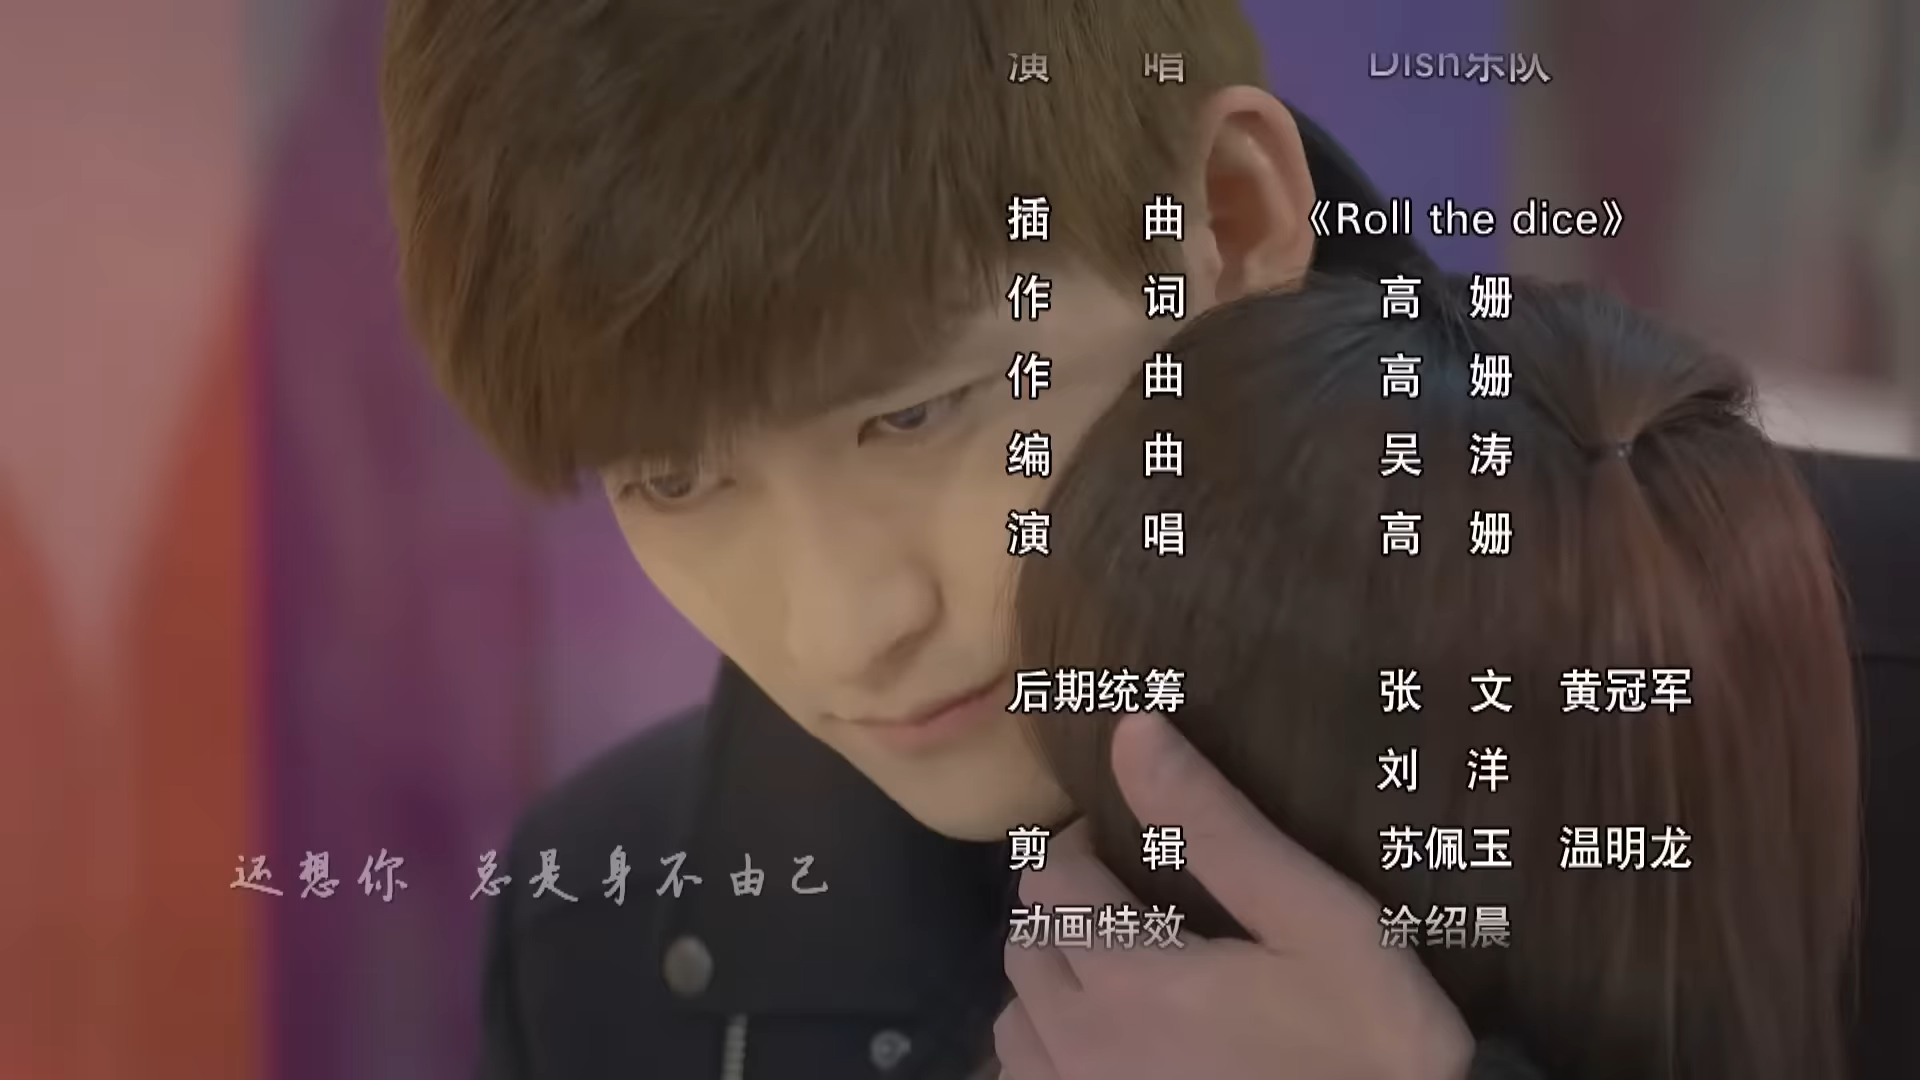 演 唱 Dish乐队
插 曲 《Roll the dice》
作 词 高 姗
作 曲 高 姗
编 曲 吴 涛
演 唱 高 姗
后期统筹 张 文 黄冠军
刘 洋
剪 辑 苏佩玉 温明龙
还想你 总是身不由己
动画特效 涂绍晨